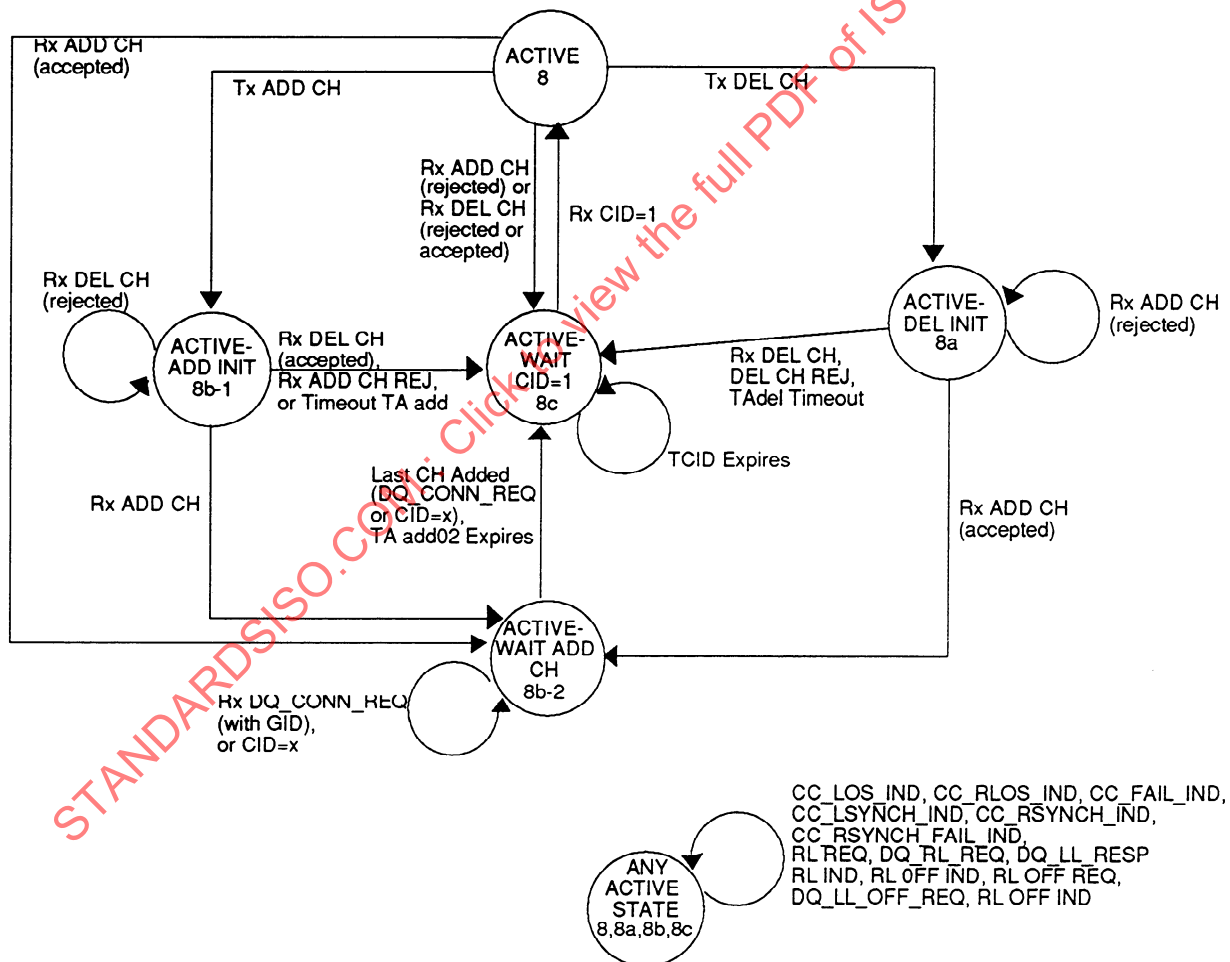 Rx ADD CH
(accepted)
ACTIVE
8
Tx ADD CH
Tx DEL CH
Rx ADD CH
(rejected) or
Rx DEL CH
(rejected or
accepted)
Rx CID=1
Rx DEL CH
(rejected)
ACTIVE-
ADD INIT
8b-1
Rx DEL CH
(accepted),
Rx ADD CH REJ,
or Timeout TA add
ACTIVE-
WAIT
CID=1
8c
TCID Expires
Rx DEL CH,
DEL CH REJ,
TAdel Timeout
ACTIVE-
DEL INIT
8a
Rx ADD CH
(rejected)
Rx ADD CH
Last CH Added
(DQ_CONN_REQ
or CID=x),
TA add02 Expires
Rx ADD CH
(accepted)
ACTIVE-
WAIT ADD
CH
8b-2
Rx DQ_CONN_REQ
(with GID),
or CID=x
CC_LOS_IND, CC_RLOS_IND, CC_FAIL_IND,
CC_LSYNCH_IND, CC_RSYNCH_IND,
CC_RSYNCH_FAIL_IND,
RL REQ, DQ_RL_REQ, DQ_LL_RESP
RL IND, RL 0FF IND, RL OFF REQ,
DQ_LL_OFF_REQ, RL OFF IND
ANY
ACTIVE
STATE
8,8a,8b,8c
STANDARDSISO.COM : Click to view the full PDF of IS